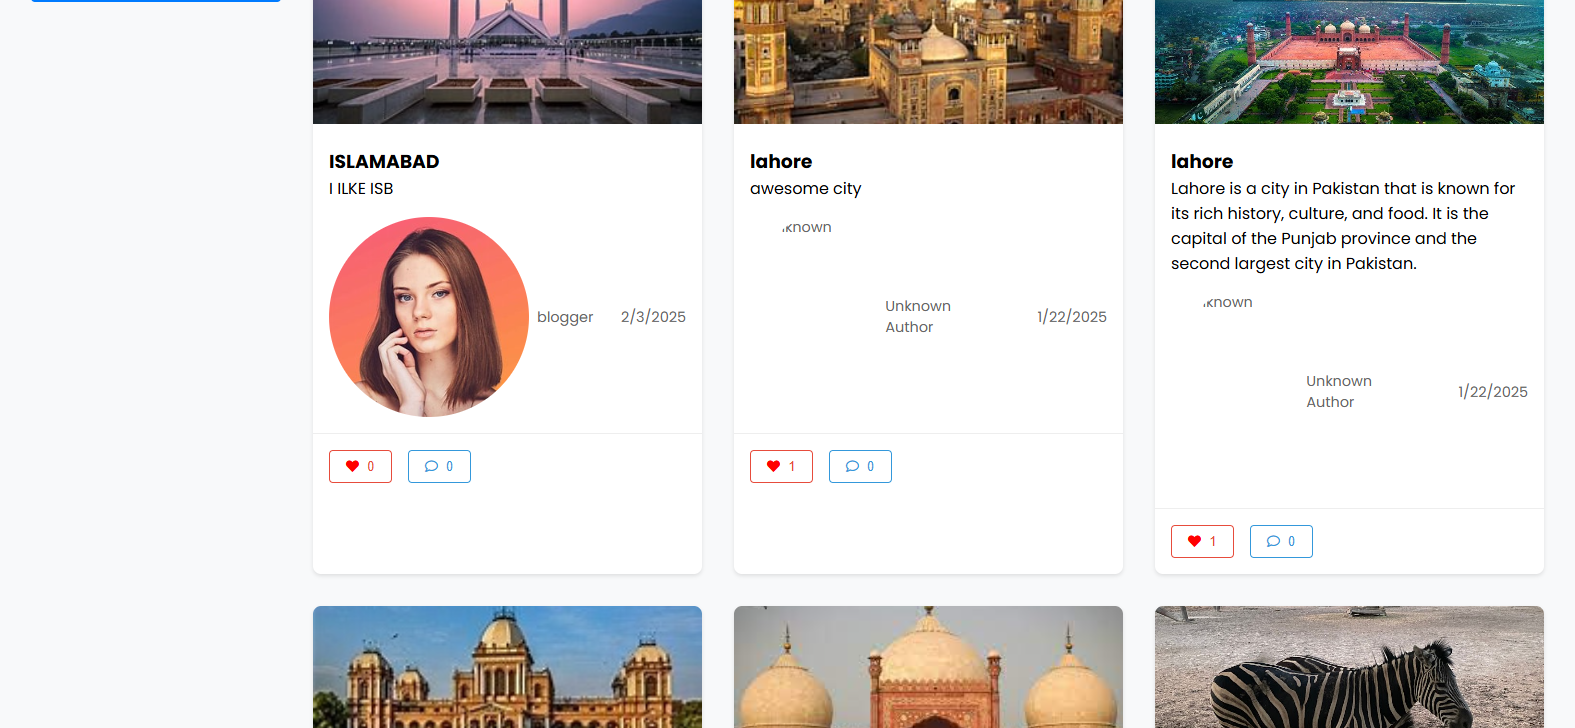 ISLAMABAD
I ILKE ISB
blogger
2/3/2025
0
0
lahore
awesome city
known
Unknown
Author
1/22/2025
1
0
lahore
Lahore is a city in Pakistan that is known for
its rich history, culture, and food. It is the
capital of the Punjab province and the
second largest city in Pakistan.
known
Unknown
Author
1/22/2025
1
0